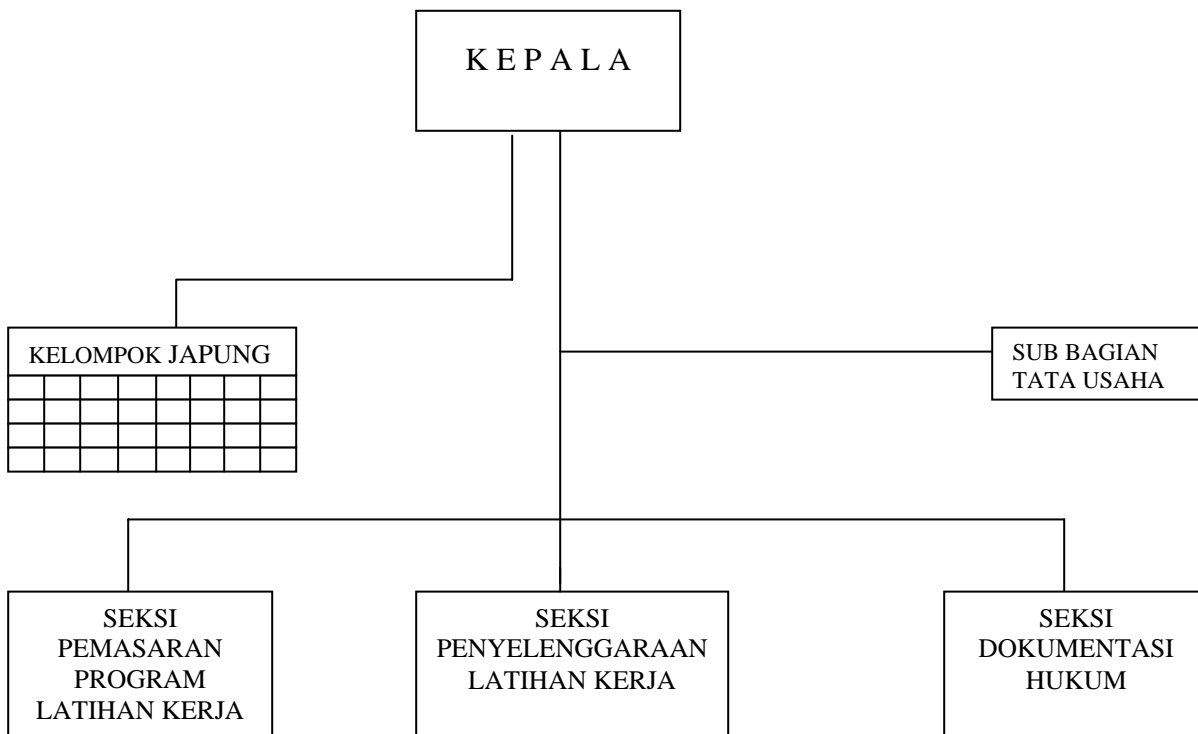 K E P A L A
KELOMPOK JAPUNG
SUB BAGIAN
TATA USAHA
SEKSI
PEMASARAN
PROGRAM
LATIHAN KERJA
SEKSI
PENYELENGGARAAN
LATIHAN KERJA
SEKSI
DOKUMENTASI
HUKUM